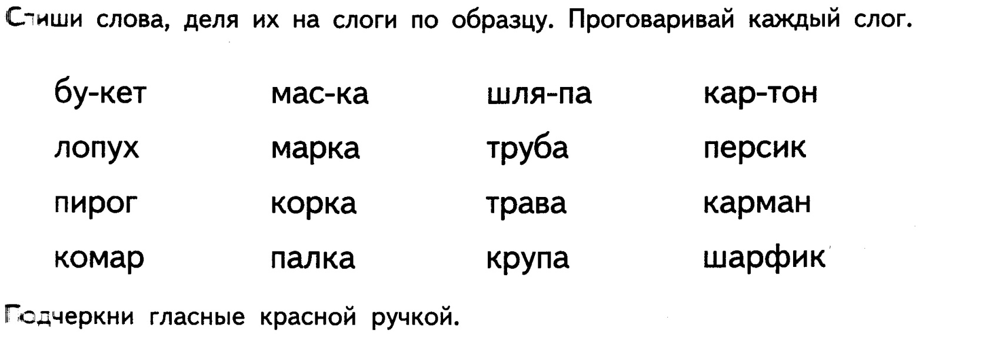 Спиши слова, деля их на слоги по образцу. Проговаривай каждый слог.
бу-кет мас-ка шля-па кар-тон
лопух марка труба персик
пирог корка трава карман
комар палка крупа шарфик
Подчеркни гласные красной ручкой.